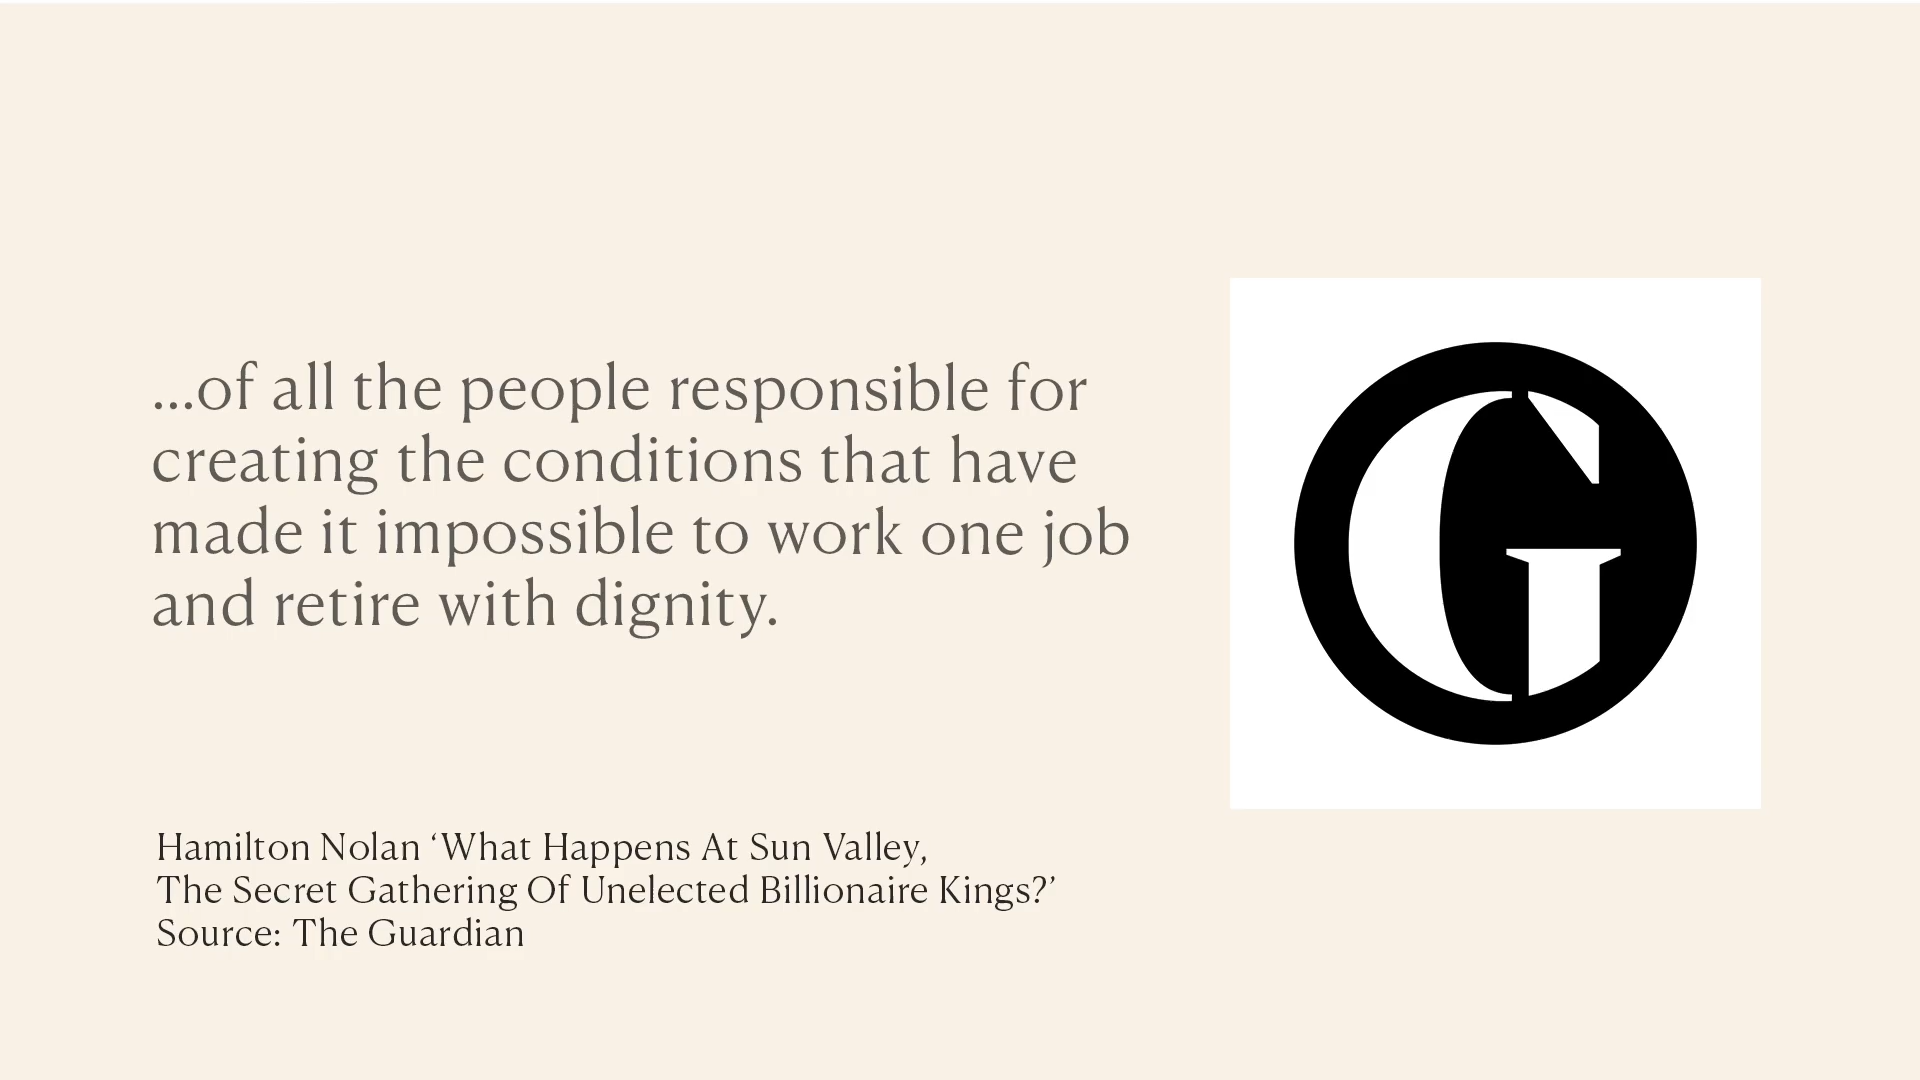 ...of all the people responsible for
creating the conditions that have
made it impossible to work one job
and retire with dignity.
G
Hamilton Nolan ‘What Happens At Sun Valley,
The Secret Gathering Of Unelected Billionaire Kings?’
Source: The Guardian